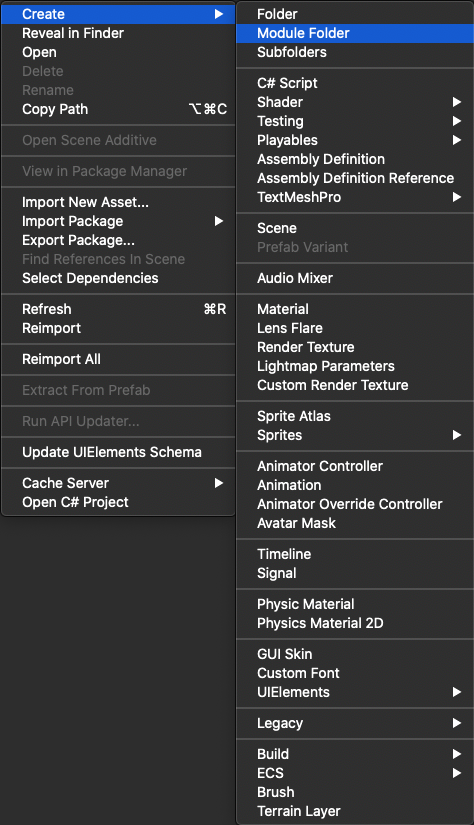 Create
Reveal in Finder
Open
Delete
Rename
Copy Path ⌥⌘C
Open Scene Additive
View in Package Manager
Import New Asset...
Import Package
Export Package...
Find References In Scene
Select Dependencies
Refresh ⌘R
Reimport
Reimport All
Extract From Prefab
Run API Updater...
Update UIElements Schema
Cache Server
Open C# Project
Folder
Module Folder
Subfolders
C# Script
Shader
Testing
Playables
Assembly Definition
Assembly Definition Reference
TextMeshPro
Scene
Prefab Variant
Audio Mixer
Material
Lens Flare
Render Texture
Lightmap Parameters
Custom Render Texture
Sprite Atlas
Sprites
Animator Controller
Animation
Animator Override Controller
Avatar Mask
Timeline
Signal
Physic Material
Physics Material 2D
GUI Skin
Custom Font
UIElements
Legacy
Build
ECS
Brush
Terrain Layer